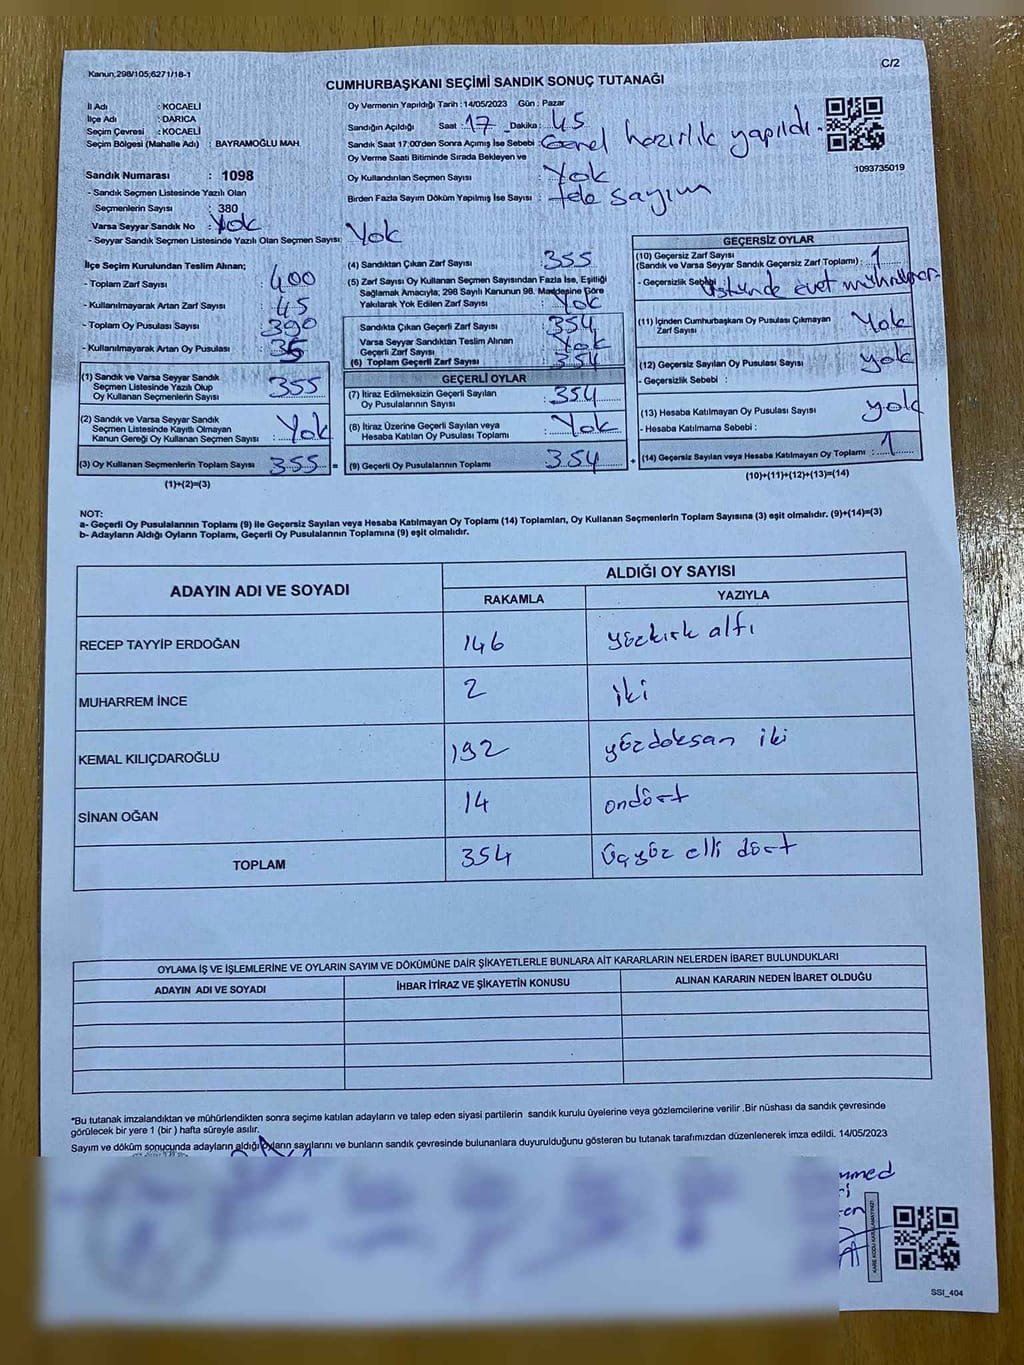 Kanun;298/105;6271/18-1
C/2
CUMHURBAŞKANI SEÇİMİ SANDIK SONUÇ TUTANAĞI
İl Adı : KOCAELİ
İlçe Adı : DARICA
Seçim Çevresi : KOCAELİ
Seçim Bölgesi (Mahalle Adı) : BAYRAMOĞLU MAH.
Sandık Numarası : 1098
- Sandık Seçmen Listesinde Yazılı Olan
Seçmenlerin Sayısı : 380
Varsa Seyyar Sandık No : Yok
- Seyyar Sandık Seçmen Listesinde Yazılı Olan Seçmen Sayısı: Yok
Oy Vermenin Yapıldığı Tarih : 14/05/2023 Gün : Pazar
Sandığın Açıldığı Saat : 17 Dakika : 45
Sandık Saat 17:00'den Sonra Açımış İse Sebebi : Genel hazırlık yapıldı.
Oy Verme Saati Bitiminde Sırada Bekleyen ve
Oy Kullandırılan Seçmen Sayısı : Yok
Birden Fazla Sayım Döküm Yapılmış İse Sayısı : tek sayım
1093735019
İlçe Seçim Kurulundan Teslim Alınan;
- Toplam Zarf Sayısı : 400
- Kullanılmayarak Artan Zarf Sayısı : 45
- Toplam Oy Pusulası Sayısı : 390
- Kullanılmayarak Artan Oy Pusulası : 35
(1) Sandık ve Varsa Seyyar Sandık
Seçmen Listesinde Yazılı Olup
Oy Kullanan Seçmenlerin Sayısı : 355
(2) Sandık ve Varsa Seyyar Sandık
Seçmen Listesinde Kayıtlı Olmayan
Kanun Gereği Oy Kullanan Seçmen Sayısı : Yok
(3) Oy Kullanan Seçmenlerin Toplam Sayısı : 355 =
(1)+(2)=(3)
(4) Sandıktan Çıkan Zarf Sayısı : 355
(5) Zarf Sayısı Oy Kullanan Seçmen Sayısından Fazla İse, Eşitliği
Sağlamak Amacıyla; 298 Sayılı Kanunun 98. Maddesine Göre
Yakılarak Yok Edilen Zarf Sayısı : Yok
Sandıkta Çıkan Geçerli Zarf Sayısı : 354
Varsa Seyyar Sandıktan Teslim Alınan
Geçerli Zarf Sayısı : Yok
(6) Toplam Geçerli Zarf Sayısı : 354
GEÇERLİ OYLAR
(7) İtiraz Edilmeksizin Geçerli Sayılan
Oy Pusulalarının Sayısı : 354
(8) İtiraz Üzerine Geçerli Sayılan veya
Hesaba Katılan Oy Pusulası Toplamı : Yok
(9) Geçerli Oy Pusulalarının Toplamı : 354 +
GEÇERSİZ OYLAR
(10) Geçersiz Zarf Sayısı
(Sandık ve Varsa Seyyar Sandık Geçersiz Zarf Toplamı) : 1
- Geçersizlik Sebebi : üstünde evet mührü var.
(11) İçinden Cumhurbaşkanı Oy Pusulası Çıkmayan
Zarf Sayısı : Yok
(12) Geçersiz Sayılan Oy Pusulası Sayısı : yok
- Geçersizlik Sebebi :
(13) Hesaba Katılmayan Oy Pusulası Sayısı : yok
- Hesaba Katılmama Sebebi :
(14) Geçersiz Sayılan veya Hesaba Katılmayan Oy Toplamı : 1
(10)+(11)+(12)+(13)=(14)
NOT:
a- Geçerli Oy Pusulalarının Toplamı (9) ile Geçersiz Sayılan veya Hesaba Katılmayan Oy Toplamı (14) Toplamları, Oy Kullanan Seçmenlerin Toplam Sayısına (3) eşit olmalıdır. (9)+(14)=(3)
b- Adayların Aldığı Oyların Toplamı, Geçerli Oy Pusulalarının Toplamına (9) eşit olmalıdır.
ADAYIN ADI VE SOYADI
ALDIĞI OY SAYISI
RAKAMLA YAZIYLA
RECEP TAYYİP ERDOĞAN 146 yüzkırk altı
MUHARREM İNCE 2 iki
KEMAL KILIÇDAROĞLU 192 yüzdoksan iki
SİNAN OĞAN 14 ondört
TOPLAM 354 üçyüz elli dört
OYLAMA İŞ VE İŞLEMLERİNE VE OYLARIN SAYIM VE DÖKÜMÜNE DAİR ŞİKAYETLERLE BUNLARA AİT KARARLARIN NELERDEN İBARET BULUNDUKLARI
ADAYIN ADI VE SOYADI İHBAR İTİRAZ VE ŞİKAYETİN KONUSU ALINAN KARARIN NEDEN İBARET OLDUĞU
*Bu tutanak imzalandıktan ve mühürlendikten sonra seçime katılan adayların ve talep eden siyasi partilerin sandık kurulu üyelerine veya gözlemcilerine verilir .Bir nüshası da sandık çevresinde
görülecek bir yere 1 (bir ) hafta süreyle asılır.
Sayım ve döküm sonucunda adayların aldığı oyların sayılarını ve bunların sandık çevresinde bulunanlara duyurulduğunu gösteren bu tutanak tarafımızdan düzenlenerek imza edildi. 14/05/2023
KARE KODU KARALAMAYINIZ!
SSI_404